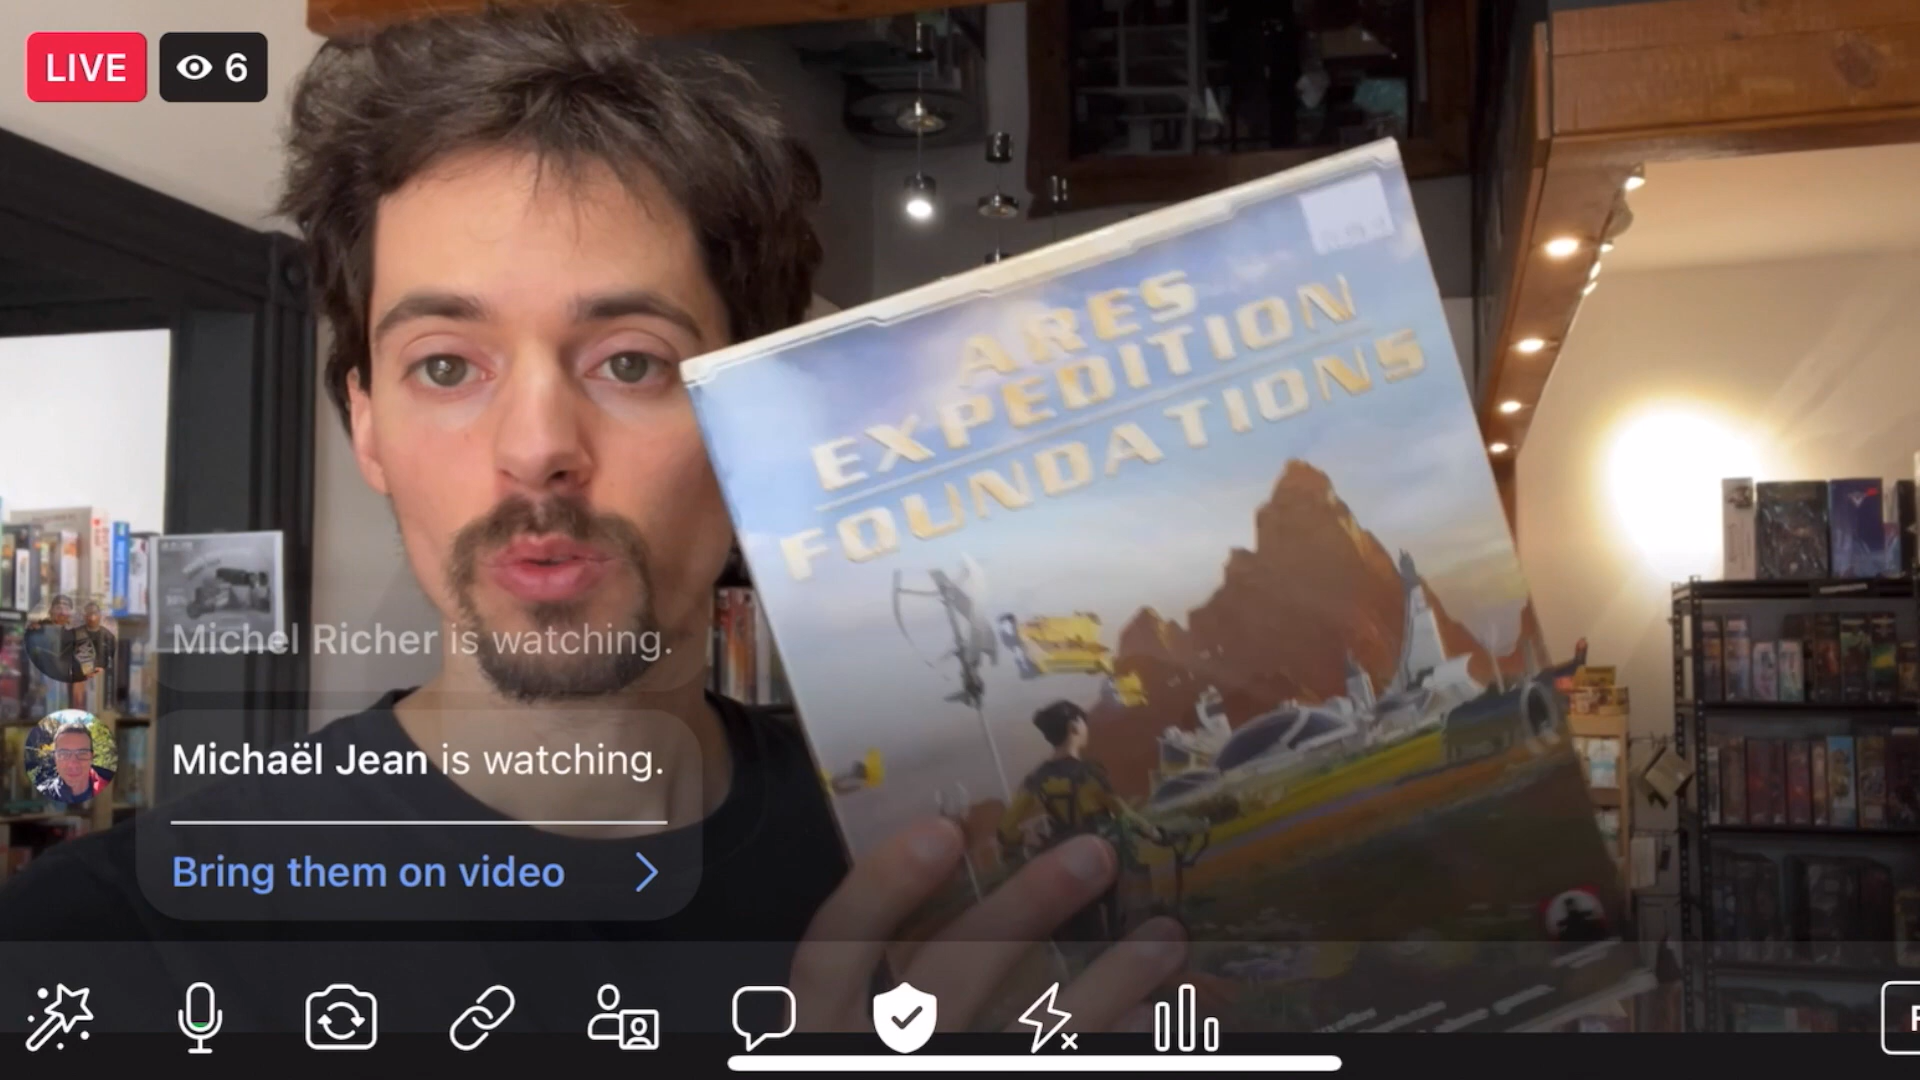 LIVE
6
ARES
EXPEDITION
FOUNDATIONS
Michel Richer is watching.
Michaël Jean is watching.
Bring them on video